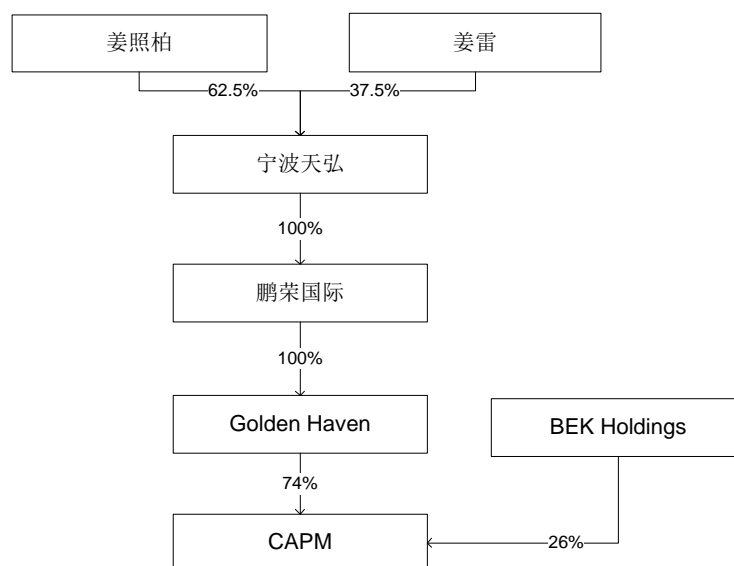 姜照柏
姜雷
62.5%
37.5%
宁波天弘
100%
鹏荣国际
100%
Golden Haven
BEK Holdings
74%
CAPM
26%